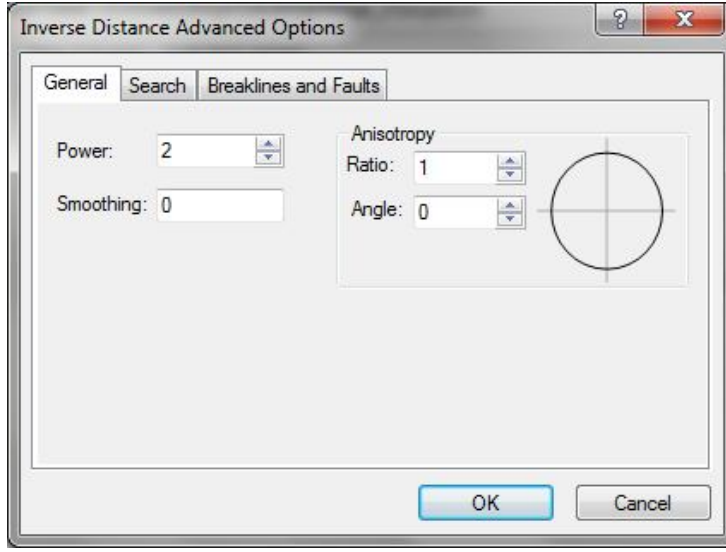 Inverse Distance Advanced Options
General Search Breaklines and Faults
Power: 2
Smoothing: 0
Anisotropy
Ratio: 1
Angle: 0
OK Cancel